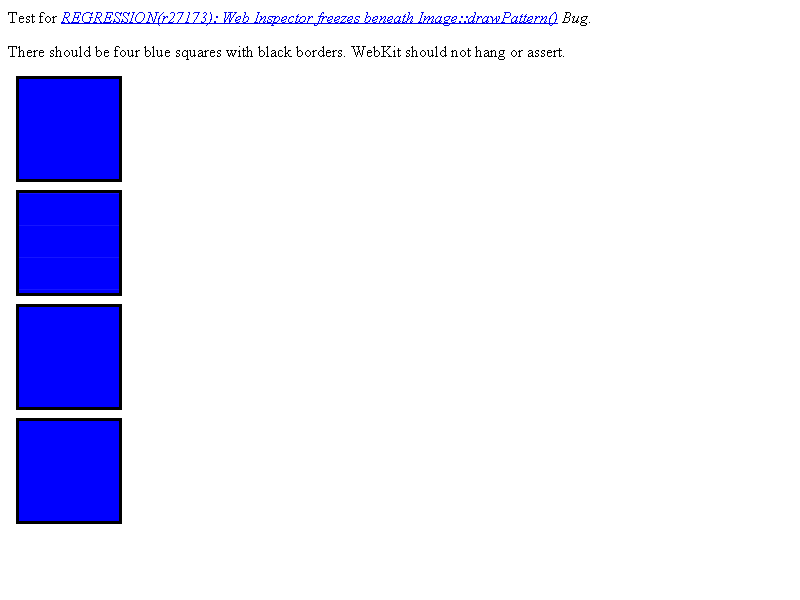 Test for REGRESSION(r27173): Web Inspector freezes beneath Image::drawPattern() Bug.
There should be four blue squares with black borders. WebKit should not hang or assert.